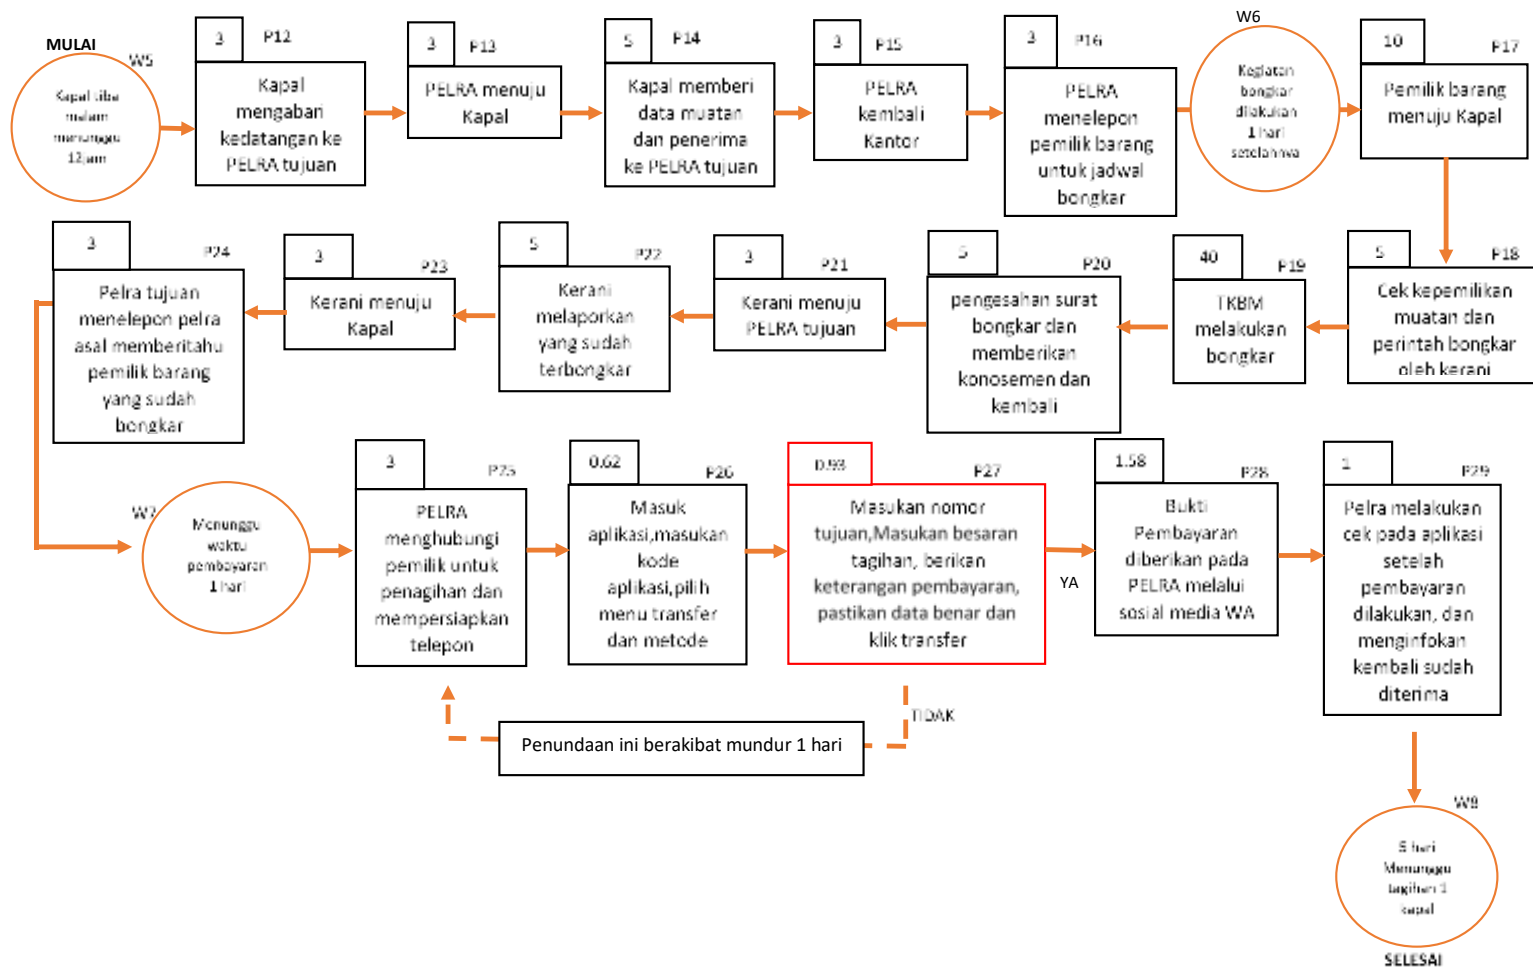 MULAI
W5
Kapal tiba
malam
menunggu
12jam
3
P12
Kapal
mengabari
kedatangan ke
PELRA tujuan
3
P13
PELRA menuju
Kapal
5
P14
Kapal memberi
data muatan
dan penerima
ke PELRA tujuan
3
P15
PELRA
kembali
Kantor
3
P16
PELRA
menelepon
pemilik barang
untuk jadwal
bongkar
W6
Kegiatan
bongkar
dilakukan
1 hari
setelahnya
10
P17
Pemilik barang
menuju Kapal
5
P18
Cek kepemilikan
muatan dan
perintah bongkar
oleh kerani
40
P19
TKBM
melakukan
bongkar
5
P20
pengesahan surat
bongkar dan
memberikan
konosemen dan
kembali
3
P21
Kerani menuju
PELRA tujuan
5
P22
Kerani
melaporkan
yang sudah
terbongkar
3
P23
Kerani menuju
Kapal
3
P24
Pelra tujuan
menelepon pelra
asal memberitahu
pemilik barang
yang sudah
bongkar
W7
Menunggu
waktu
pembayaran
1 hari
3
P25
PELRA
menghubungi
pemilik untuk
penagihan dan
mempersiapkan
telepon
0.62
P26
Masuk
aplikasi,masukan
kode
aplikasi,pilih
menu transfer
dan metode
0.93
P27
Masukan nomor
tujuan,Masukan besaran
tagihan, berikan
keterangan pembayaran,
pastikan data benar dan
klik transfer
YA
TIDAK
Penundaan ini berakibat mundur 1 hari
1.58
P28
Bukti
Pembayaran
diberikan pada
PELRA melalui
sosial media WA
1
P29
Pelra melakukan
cek pada aplikasi
setelah
pembayaran
dilakukan, dan
menginfokan
kembali sudah
diterima
W8
5 hari
Menunggu
tagihan 1
kapal
SELESAI